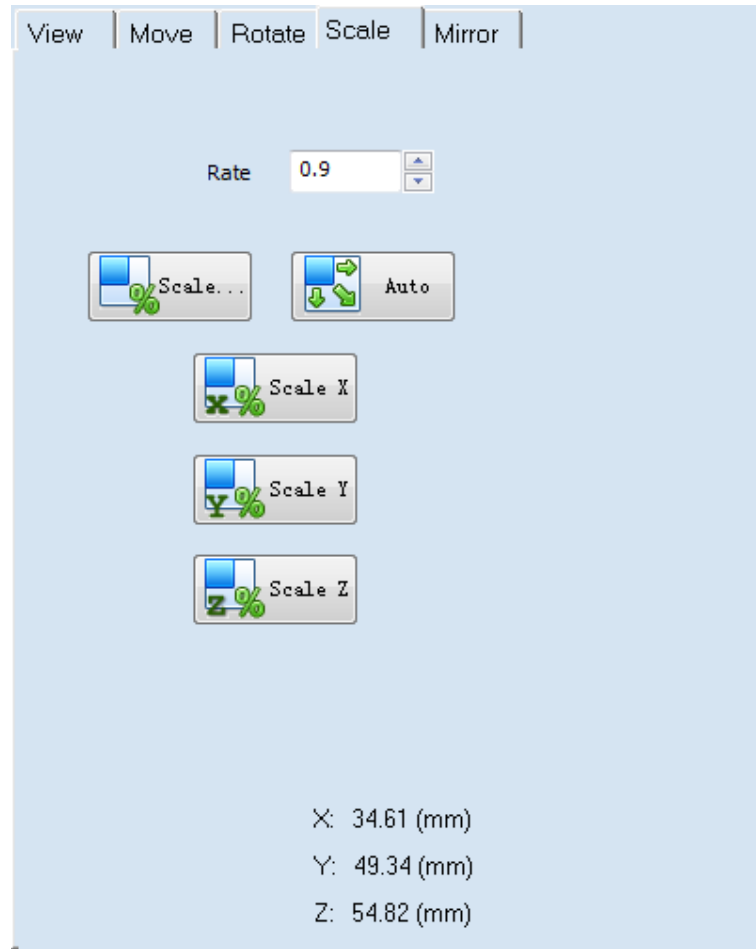 View Move Rotate Scale Mirror
Rate 0.9
% Scale... Auto
X% Scale X
Y% Scale Y
Z% Scale Z
X: 34.61 (mm)
Y: 49.34 (mm)
Z: 54.82 (mm)